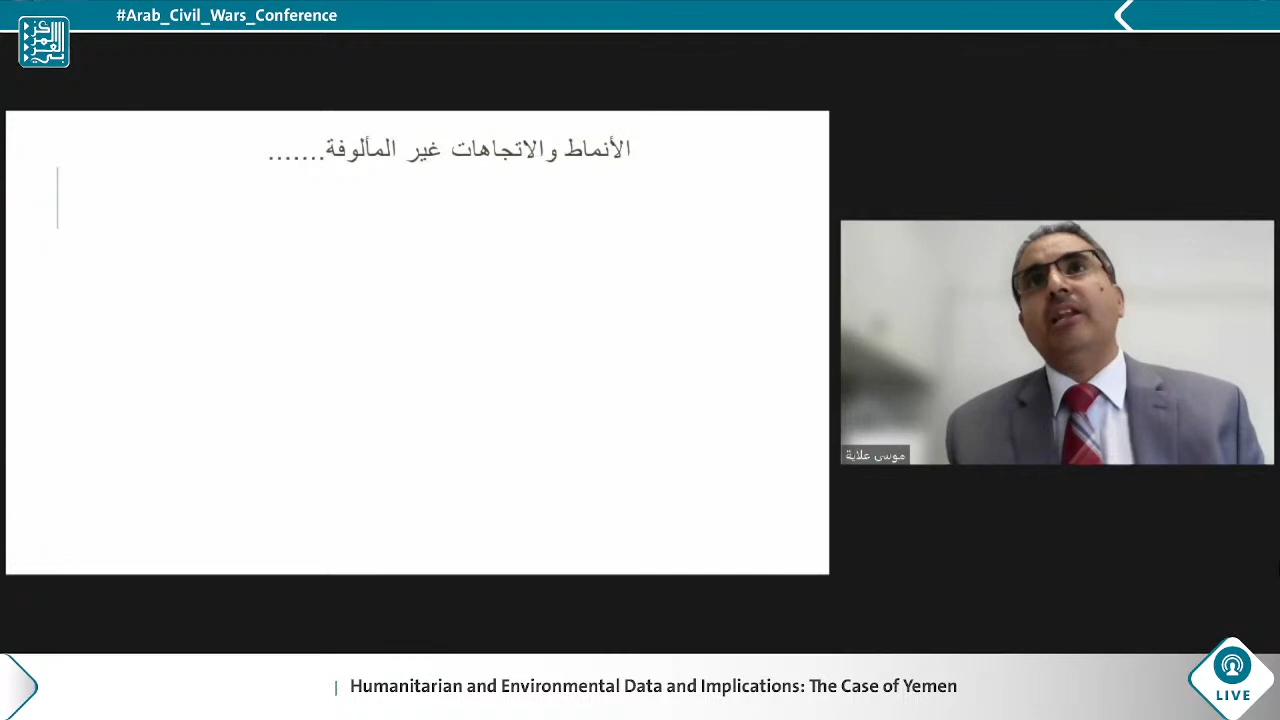 #Arab_Civil_Wars_Conference
الأنماط والاتجاهات غير المألوفة.......
موسى علاية
| Humanitarian and Environmental Data and Implications: The Case of Yemen
LIVE